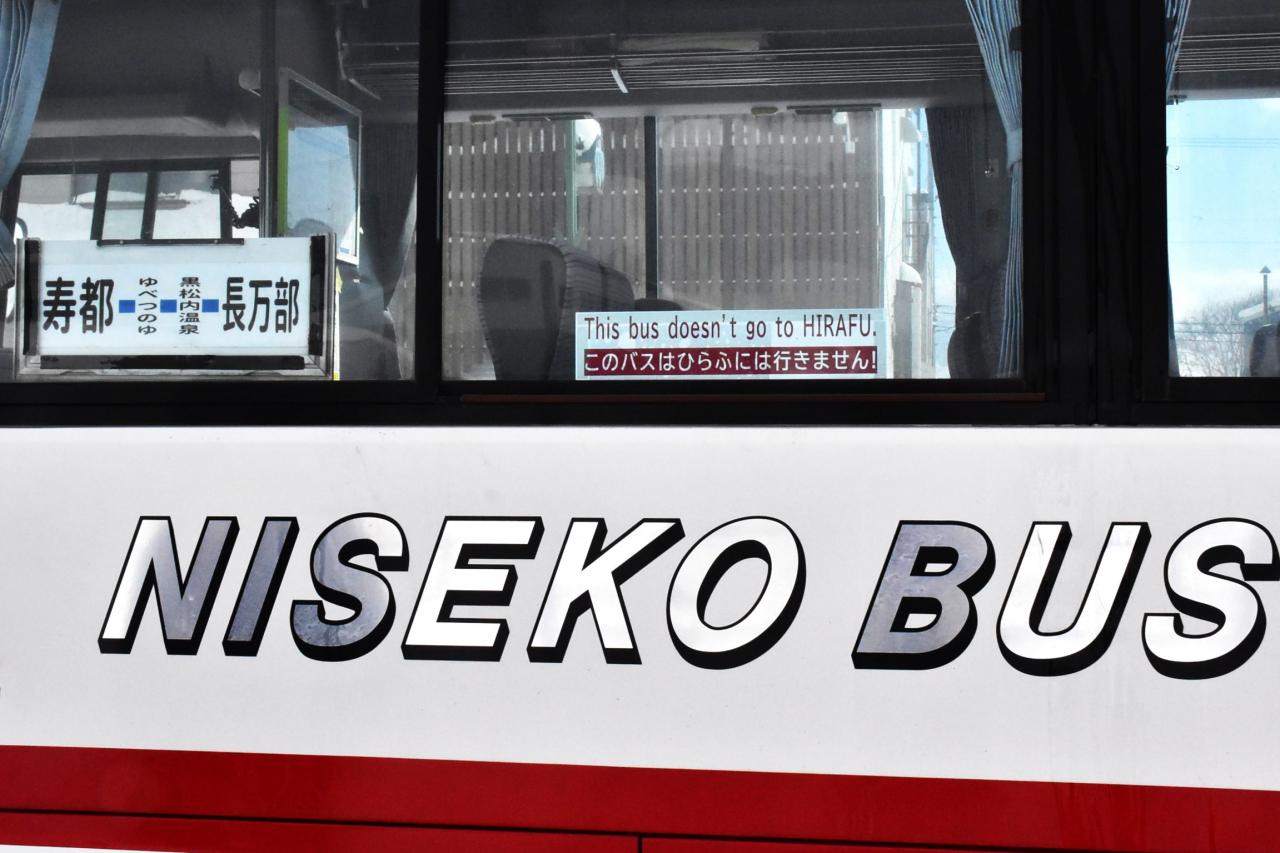 寿都 ゆべつのゆ 黒松内温泉 長万部
This bus doesn't go to HIRAFU.
このバスはひらふには行きません!
NISEKO BUS